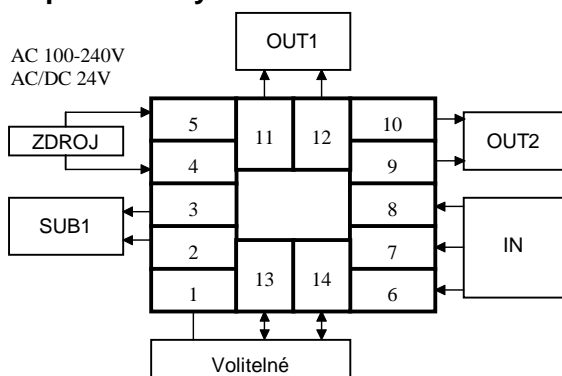 OUT1
AC 100-240V
AC/DC 24V
5
11
12
10
ZDROJ
OUT2
4
9
3
8
SUB1
IN
2
7
13
14
1
6
Volitelné